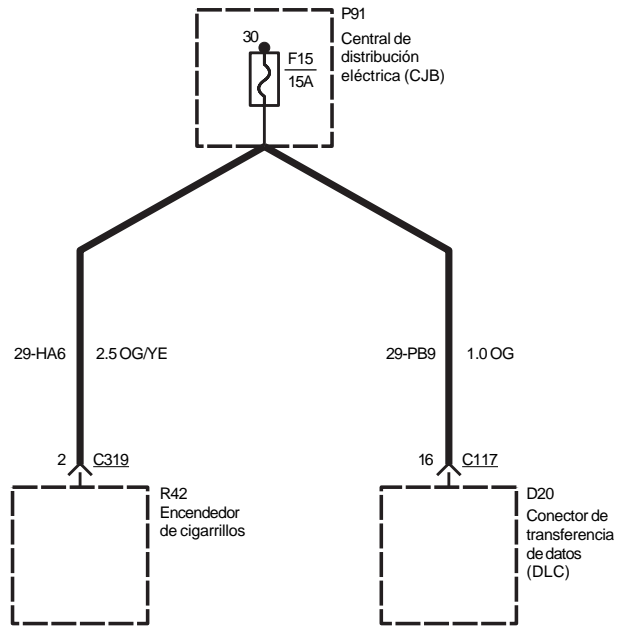 P91
Central de
distribución
eléctrica (CJB)
30
F15
15A
29-HA6 2.5 OG/YE
29-PB9 1.0 OG
2 C319
16 C117
R42
Encendedor
de cigarrillos
D20
Conector de
transferencia
de datos
(DLC)